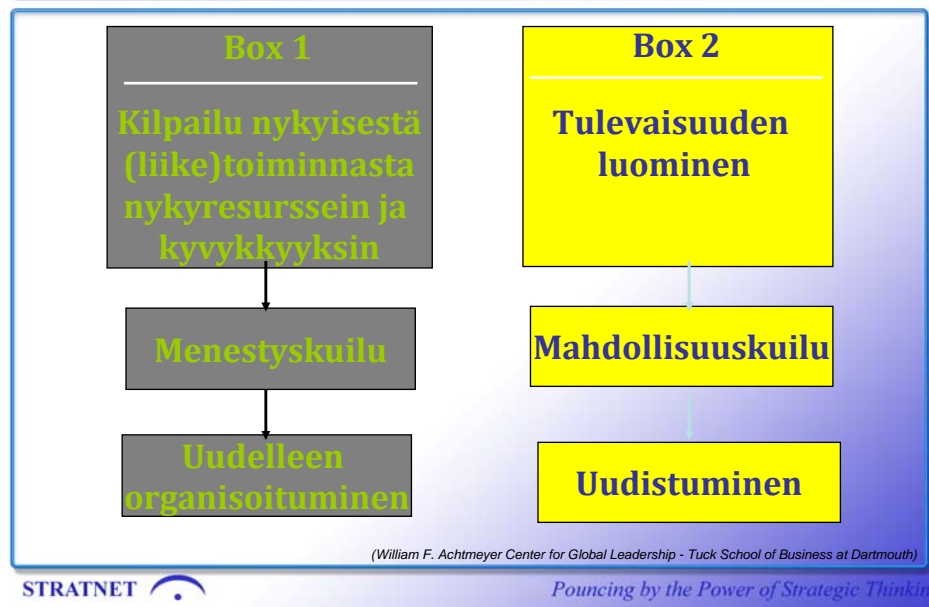 Box 1
Kilpailu nykyisestä
(liike)toiminnasta
nykyresurssein ja
kyvykkyyksin
Menestyskuilu
Uudelleen
organisoituminen
Box 2
Tulevaisuuden
luominen
Mahdollisuuskuilu
Uudistuminen
(William F. Achtmeyer Center for Global Leadership - Tuck School of Business at Dartmouth)
STRATNET
Pouncing by the Power of Strategic Thinkin